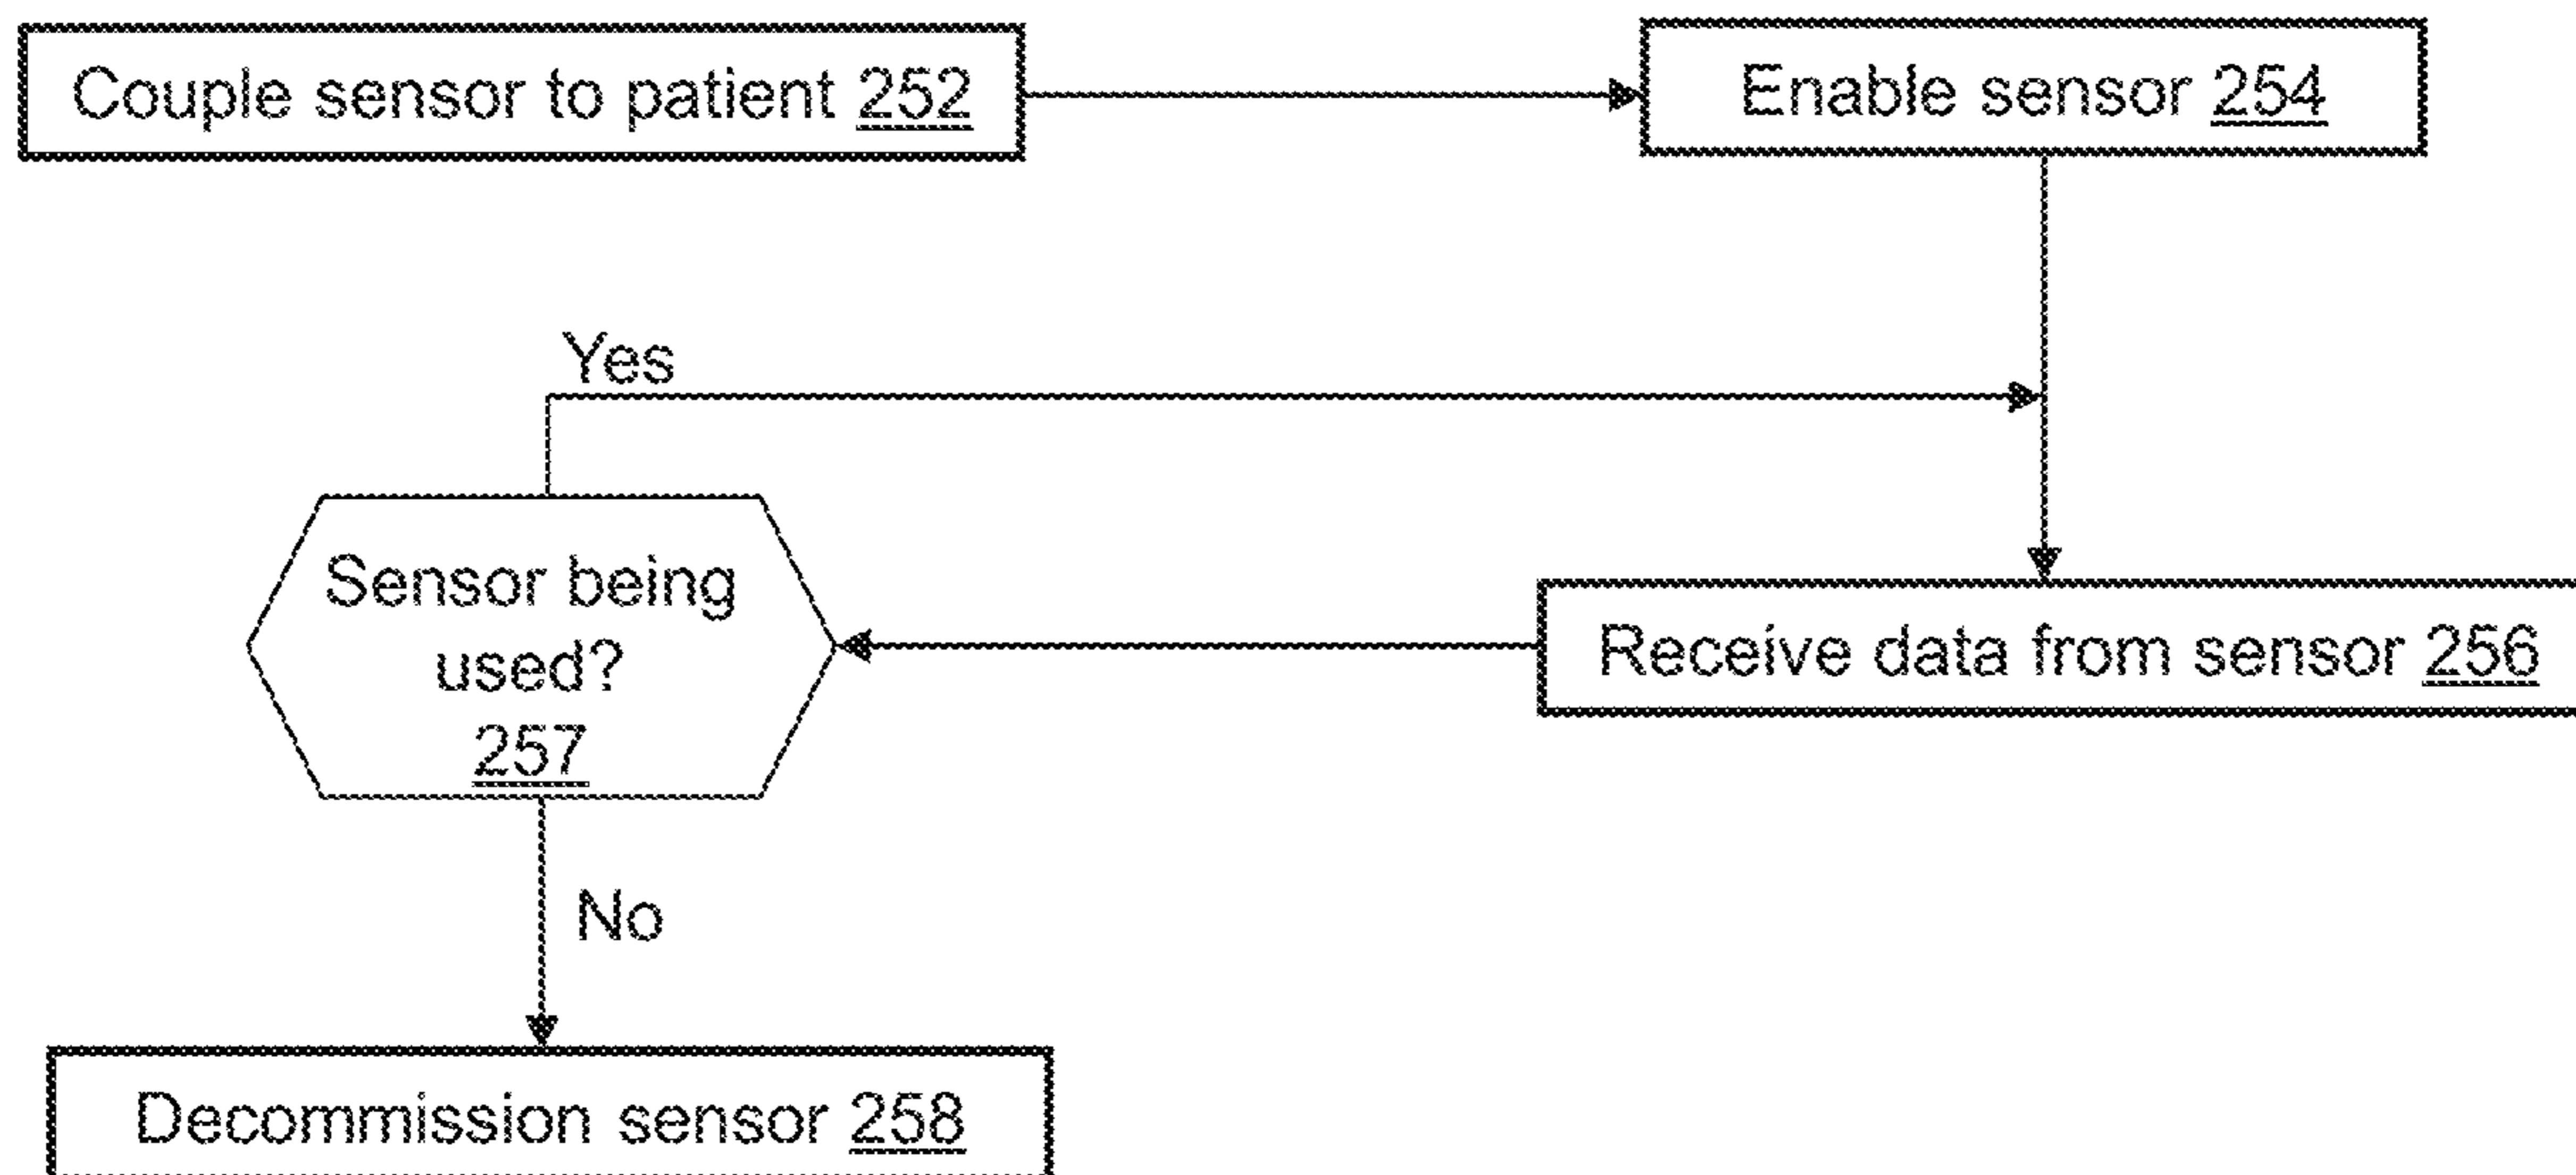 Couple sensor to patient 252
Enable sensor 254
Yes
Sensor being
used?
257
Receive data from sensor 256
No
Decommission sensor 258